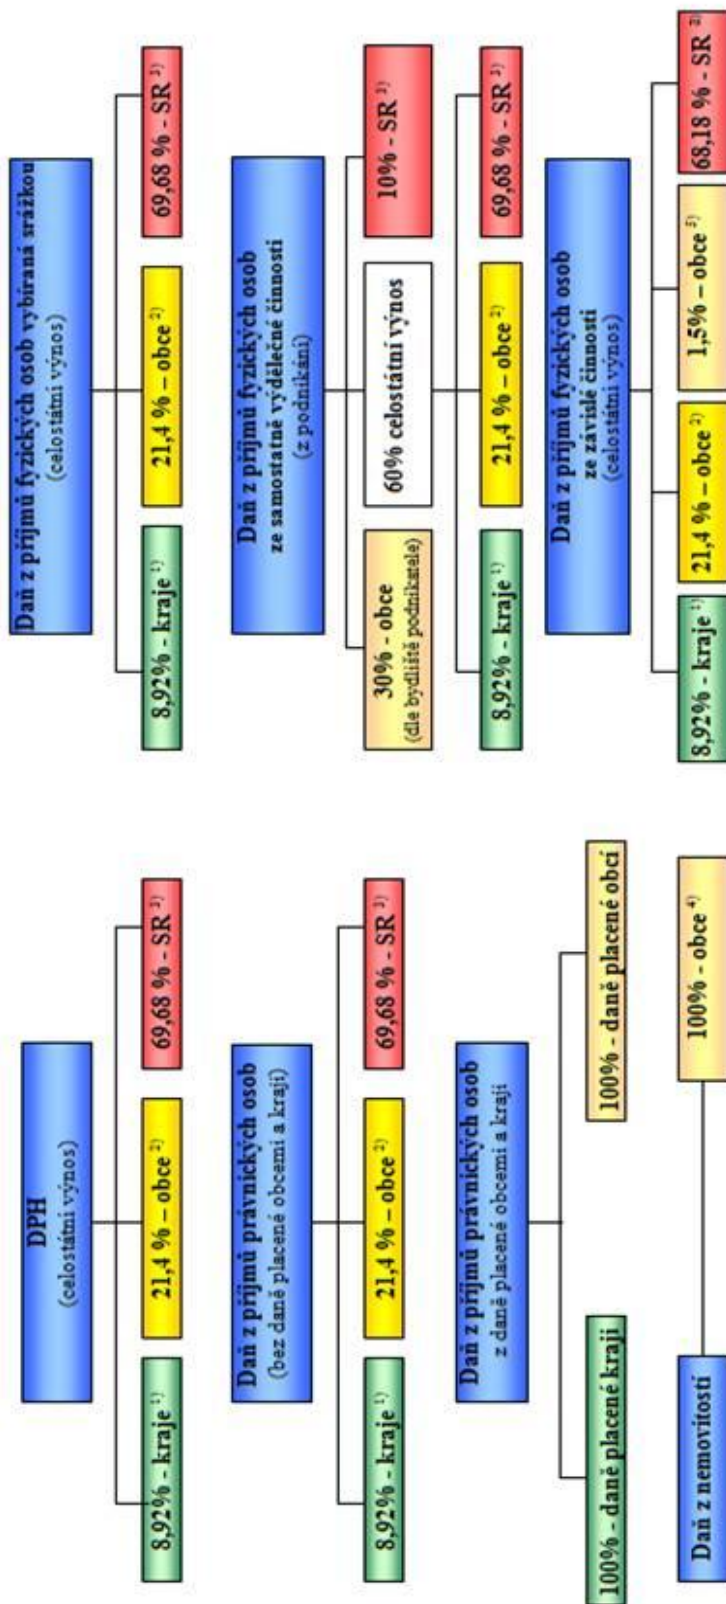 DPH
(celostátní výnos)
8,92% - kraje ¹⁾
21,4 % – obce ²⁾
69,68 % - SR ³⁾
Daň z příjmů právnických osob
(bez daně placené obcemi a kraji)
8,92% - kraje ¹⁾
21,4 % – obce ²⁾
69,68 % - SR ³⁾
Daň z příjmů právnických osob
z daně placené obcemi a kraji
100% - daně placené kraji
100% - daně placené obcí
Daň z nemovitostí
100% - obce ⁴⁾
Daň z příjmů fyzických osob vybíraná srážkou
(celostátní výnos)
8,92% - kraje ¹⁾
21,4 % – obce ²⁾
69,68 % - SR ³⁾
Daň z příjmů fyzických osob
ze samostatné výdělečné činnosti
(z podnikání)
30% - obce
(dle bydliště podnikatele)
60% celostátní výnos
10% - SR ³⁾
8,92% - kraje ¹⁾
21,4 % – obce ²⁾
69,68 % - SR ³⁾
Daň z příjmů fyzických osob
ze závislé činnosti
(celostátní výnos)
8,92% - kraje ¹⁾
21,4 % – obce ²⁾
1,5% – obce ⁵⁾
68,18 % - SR ³⁾